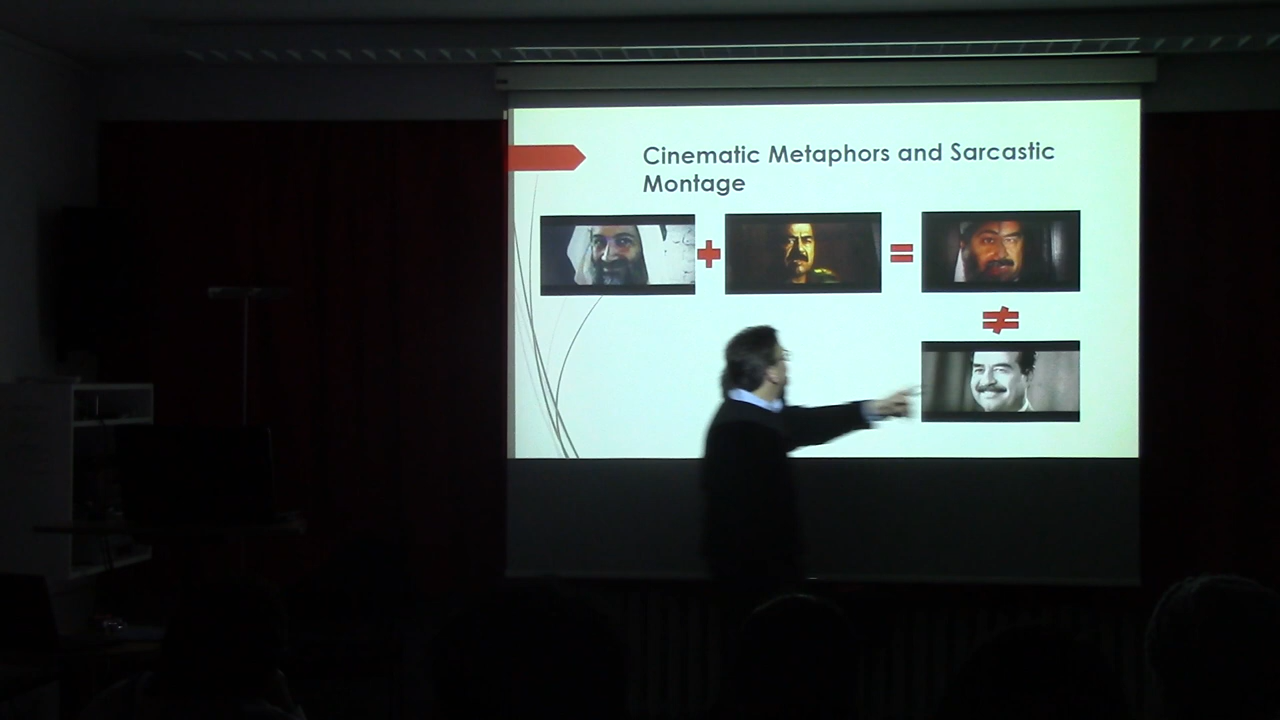 Cinematic Metaphors and Sarcastic
Montage
+
=
≠